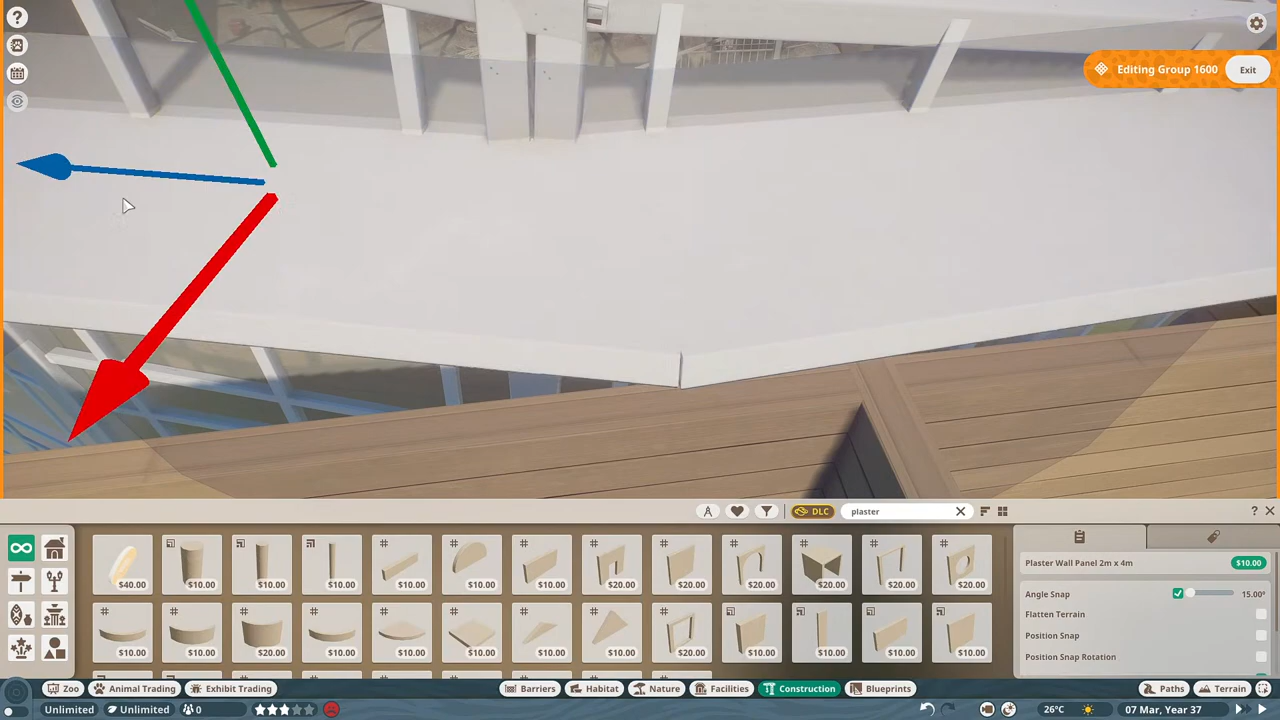 ?
Editing Group 1600
Exit
DLC
plaster
?
$40.00
$10.00
$10.00
$10.00
$10.00
$10.00
$10.00
$20.00
$10.00
$20.00
$20.00
$20.00
$10.00
$10.00
$10.00
$20.00
$10.00
$10.00
$10.00
$10.00
$10.00
$20.00
$10.00
$10.00
$10.00
$10.00
Plaster Wall Panel 2m x 4m
$10.00
Angle Snap
15.00°
Flatten Terrain
Position Snap
Position Snap Rotation
Zoo
Animal Trading
Exhibit Trading
Barriers
Habitat
Nature
Facilities
Construction
Blueprints
Paths
Terrain
Unlimited
Unlimited
0
26°C
07 Mar, Year 37